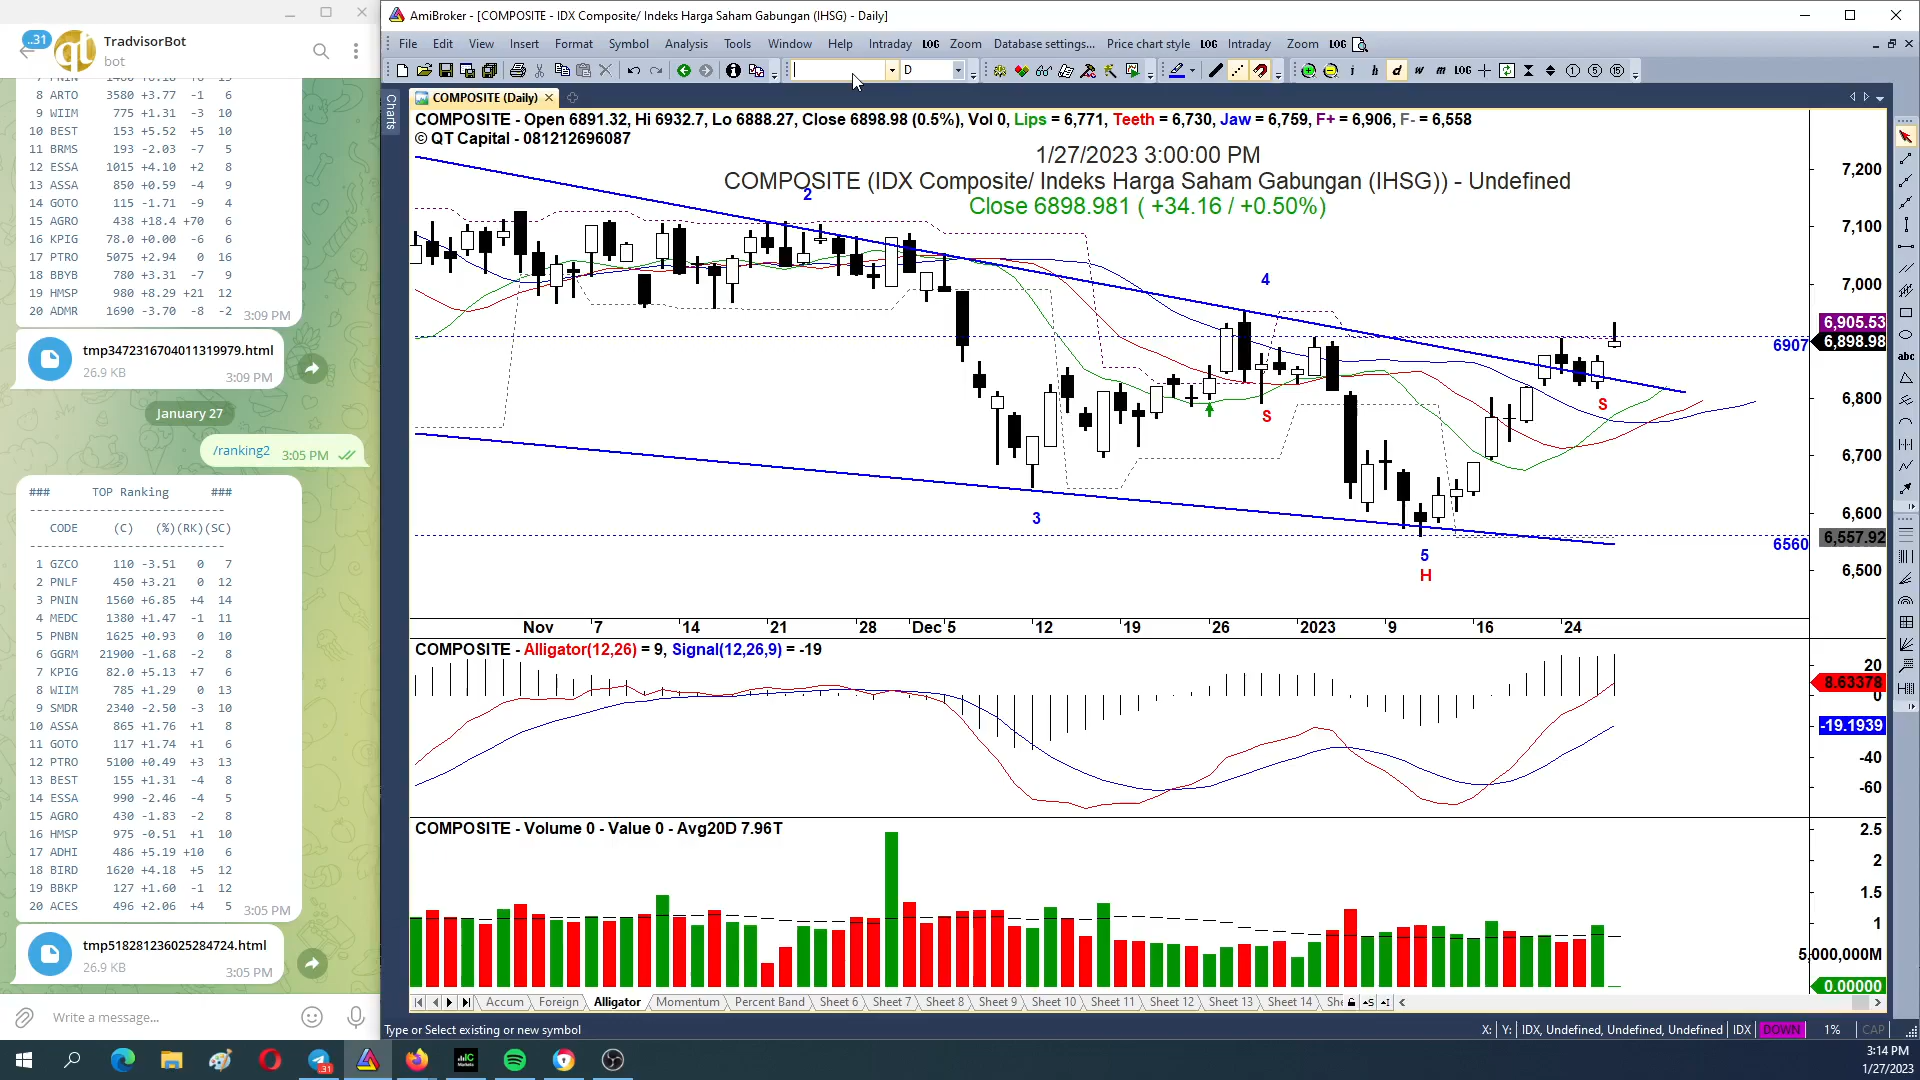 ..31
TradvisorBot
bot
8 ARTO 3580 +3.77 -1 6
9 WIIM 775 +1.31 -3 10
10 BEST 153 +5.52 +5 10
11 BRMS 193 -2.03 -7 5
12 ESSA 1015 +4.10 +2 8
13 ASSA 850 +0.59 -4 9
14 GOTO 115 -1.71 -9 4
15 AGRO 438 +18.4 +70 6
16 KPIG 78.0 +0.00 -6 6
17 PTRO 5075 +2.94 0 16
18 BBYB 780 +3.31 -7 9
19 HMSP 980 +8.29 +21 12
20 ADMR 1690 -3.70 -8 -2
3:09 PM
tmp3472316704011319979.html
26.9 KB
3:09 PM
January 27
/ranking2 3:05 PM
### TOP Ranking ###
CODE (C) (%)(RK)(SC)
1 GZCO 110 -3.51 0 7
2 PNLF 450 +3.21 0 12
3 PNIN 1560 +6.85 +4 14
4 MEDC 1380 +1.47 -1 11
5 PNBN 1625 +0.93 0 10
6 GGRM 21900 -1.68 -2 8
7 KPIG 82.0 +5.13 +7 6
8 WIIM 785 +1.29 0 13
9 SMDR 2340 -2.50 -3 10
10 ASSA 865 +1.76 +1 8
11 GOTO 117 +1.74 +1 6
12 PTRO 5100 +0.49 +3 13
13 BEST 155 +1.31 -4 8
14 ESSA 990 -2.46 -4 5
15 AGRO 430 -1.83 -2 8
16 HMSP 975 -0.51 +1 10
17 ADHI 486 +5.19 +10 6
18 BIRD 1620 +4.18 +5 12
19 BBKP 127 +1.60 -1 12
20 ACES 496 +2.06 +4 5
3:05 PM
tmp518281236025284724.html
26.9 KB
3:05 PM
Write a message...
AmiBroker - [COMPOSITE - IDX Composite/ Indeks Harga Saham Gabungan (IHSG) - Daily]
File Edit View Insert Format Symbol Analysis Tools Window Help Intraday LOG Zoom Database settings... Price chart style LOG Intraday Zoom LOG
D
i h d w m LOG 1 5 15
Charts
COMPOSITE (Daily)
COMPOSITE - Open 6891.32, Hi 6932.7, Lo 6888.27, Close 6898.98 (0.5%), Vol 0, Lips = 6,771, Teeth = 6,730, Jaw = 6,759, F+ = 6,906, F- = 6,558
© QT Capital - 081212696087
1/27/2023 3:00:00 PM
COMPOSITE (IDX Composite/ Indeks Harga Saham Gabungan (IHSG)) - Undefined
Close 6898.981 ( +34.16 / +0.50%)
2
4
S
S
3
5
H
6907
6560
7,200
7,100
7,000
6,905.53
6,898.98
6,800
6,700
6,600
6,557.92
6,500
abc
Nov 7 14 21 28 Dec 5 12 19 26 2023 9 16 24
COMPOSITE - Alligator(12,26) = 9, Signal(12,26,9) = -19
20
8.63378
0
-19.1939
-40
-60
COMPOSITE - Volume 0 - Value 0 - Avg20D 7.96T
2.5
2
1.5
1
5,000,000M
0.00000
Accum Foreign Alligator Momentum Percent Band Sheet 6 Sheet 7 Sheet 8 Sheet 9 Sheet 10 Sheet 11 Sheet 12 Sheet 13 Sheet 14
Type or Select existing or new symbol
X: Y: IDX, Undefined, Undefined, Undefined IDX DOWN 1% CAP
31
3:14 PM
1/27/2023